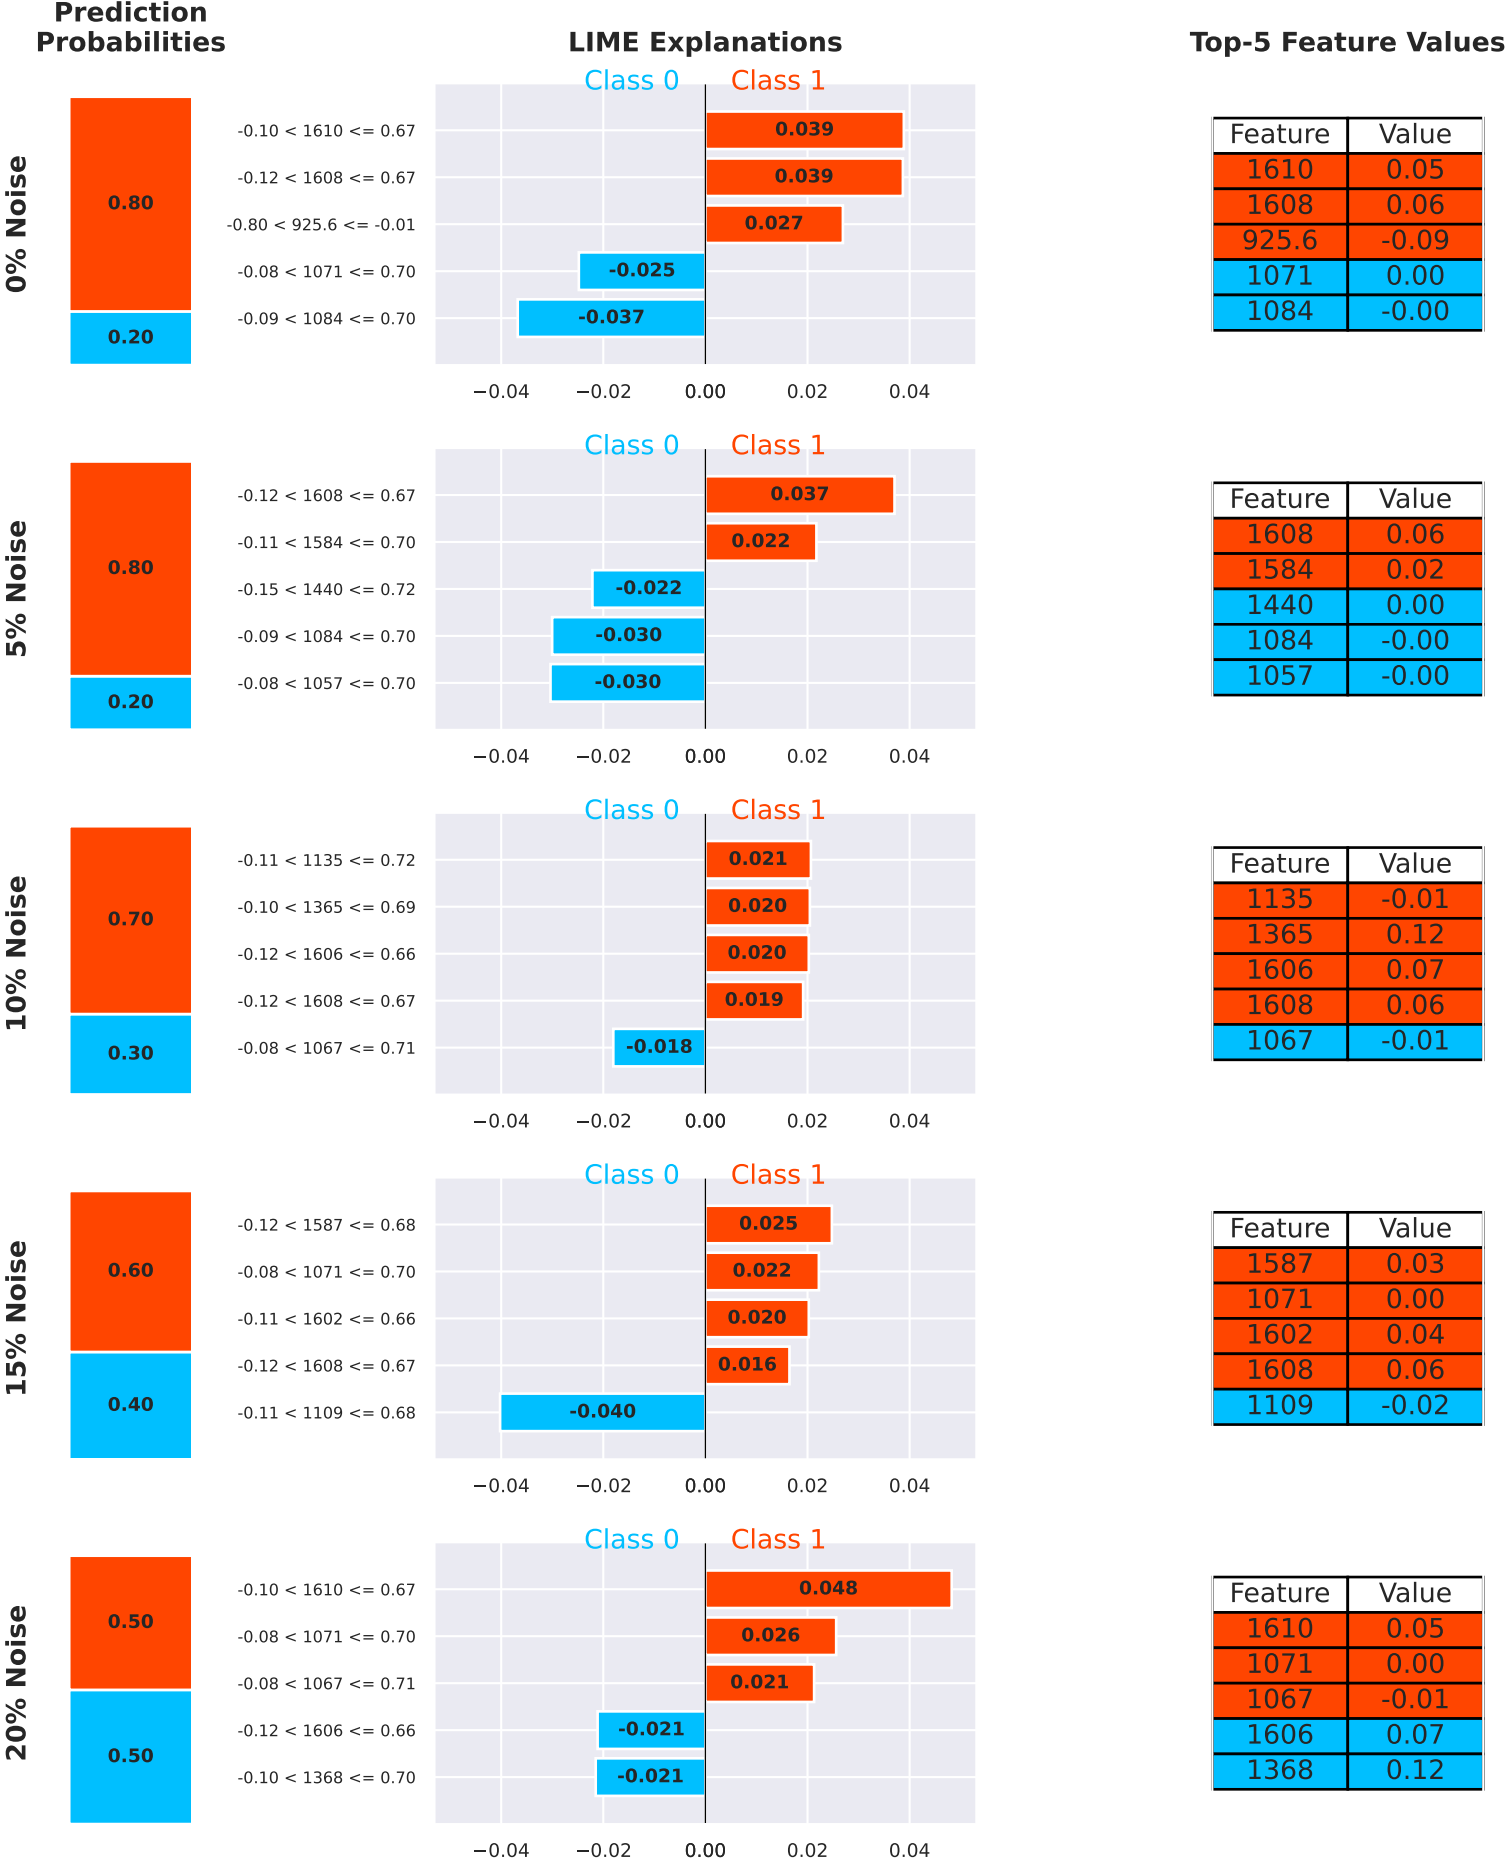 Prediction
Probabilities
LIME Explanations
Top-5 Feature Values
0% Noise
0.80
0.20
Class 0 Class 1
-0.10 < 1610 <= 0.67
0.039
-0.12 < 1608 <= 0.67
0.039
-0.80 < 925.6 <= -0.01
0.027
-0.08 < 1071 <= 0.70
-0.025
-0.09 < 1084 <= 0.70
-0.037
−0.04 −0.02 0.00 0.02 0.04
Feature Value
1610 0.05
1608 0.06
925.6 -0.09
1071 0.00
1084 -0.00
5% Noise
0.80
0.20
Class 0 Class 1
-0.12 < 1608 <= 0.67
0.037
-0.11 < 1584 <= 0.70
0.022
-0.15 < 1440 <= 0.72
-0.022
-0.09 < 1084 <= 0.70
-0.030
-0.08 < 1057 <= 0.70
-0.030
−0.04 −0.02 0.00 0.02 0.04
Feature Value
1608 0.06
1584 0.02
1440 0.00
1084 -0.00
1057 -0.00
10% Noise
0.70
0.30
Class 0 Class 1
-0.11 < 1135 <= 0.72
0.021
-0.10 < 1365 <= 0.69
0.020
-0.12 < 1606 <= 0.66
0.020
-0.12 < 1608 <= 0.67
0.019
-0.08 < 1067 <= 0.71
-0.018
−0.04 −0.02 0.00 0.02 0.04
Feature Value
1135 -0.01
1365 0.12
1606 0.07
1608 0.06
1067 -0.01
15% Noise
0.60
0.40
Class 0 Class 1
-0.12 < 1587 <= 0.68
0.025
-0.08 < 1071 <= 0.70
0.022
-0.11 < 1602 <= 0.66
0.020
-0.12 < 1608 <= 0.67
0.016
-0.11 < 1109 <= 0.68
-0.040
−0.04 −0.02 0.00 0.02 0.04
Feature Value
1587 0.03
1071 0.00
1602 0.04
1608 0.06
1109 -0.02
20% Noise
0.50
0.50
Class 0 Class 1
-0.10 < 1610 <= 0.67
0.048
-0.08 < 1071 <= 0.70
0.026
-0.08 < 1067 <= 0.71
0.021
-0.12 < 1606 <= 0.66
-0.021
-0.10 < 1368 <= 0.70
-0.021
−0.04 −0.02 0.00 0.02 0.04
Feature Value
1610 0.05
1071 0.00
1067 -0.01
1606 0.07
1368 0.12